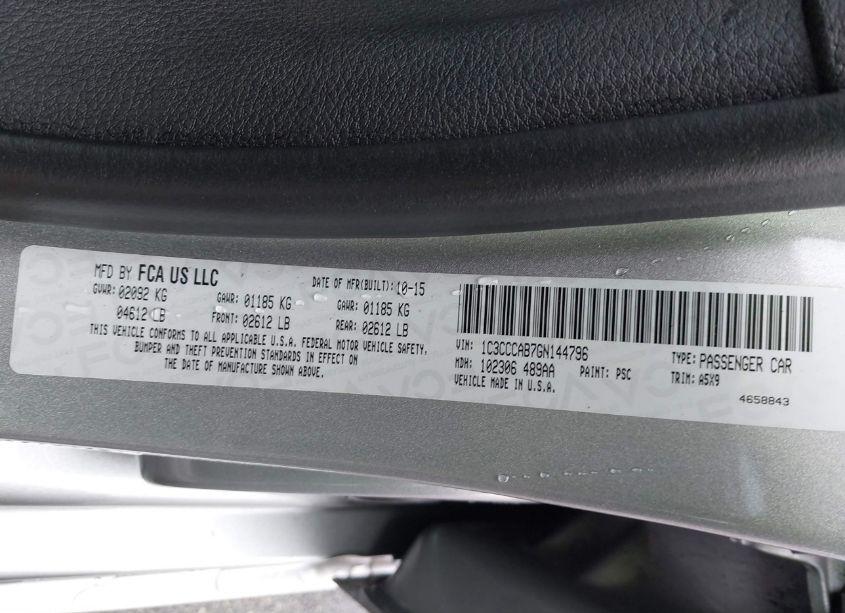 MFD BY FCA US LLC DATE OF MFR(BUILT): 10-15
GVWR: 02092 KG GAWR: 01185 KG GAWR: 01185 KG
04612 LB FRONT: 02612 LB REAR: 02612 LB
THIS VEHICLE CONFORMS TO ALL APPLICABLE U.S.A. FEDERAL MOTOR VEHICLE SAFETY,
BUMPER AND THEFT PREVENTION STANDARDS IN EFFECT ON
THE DATE OF MANUFACTURE SHOWN ABOVE.
VIN: 1C3CCCAB7GN144796 TYPE: PASSENGER CAR
MDH: 102306 489AA PAINT: PSC TRIM: A5X9
VEHICLE MADE IN U.S.A. 4658843